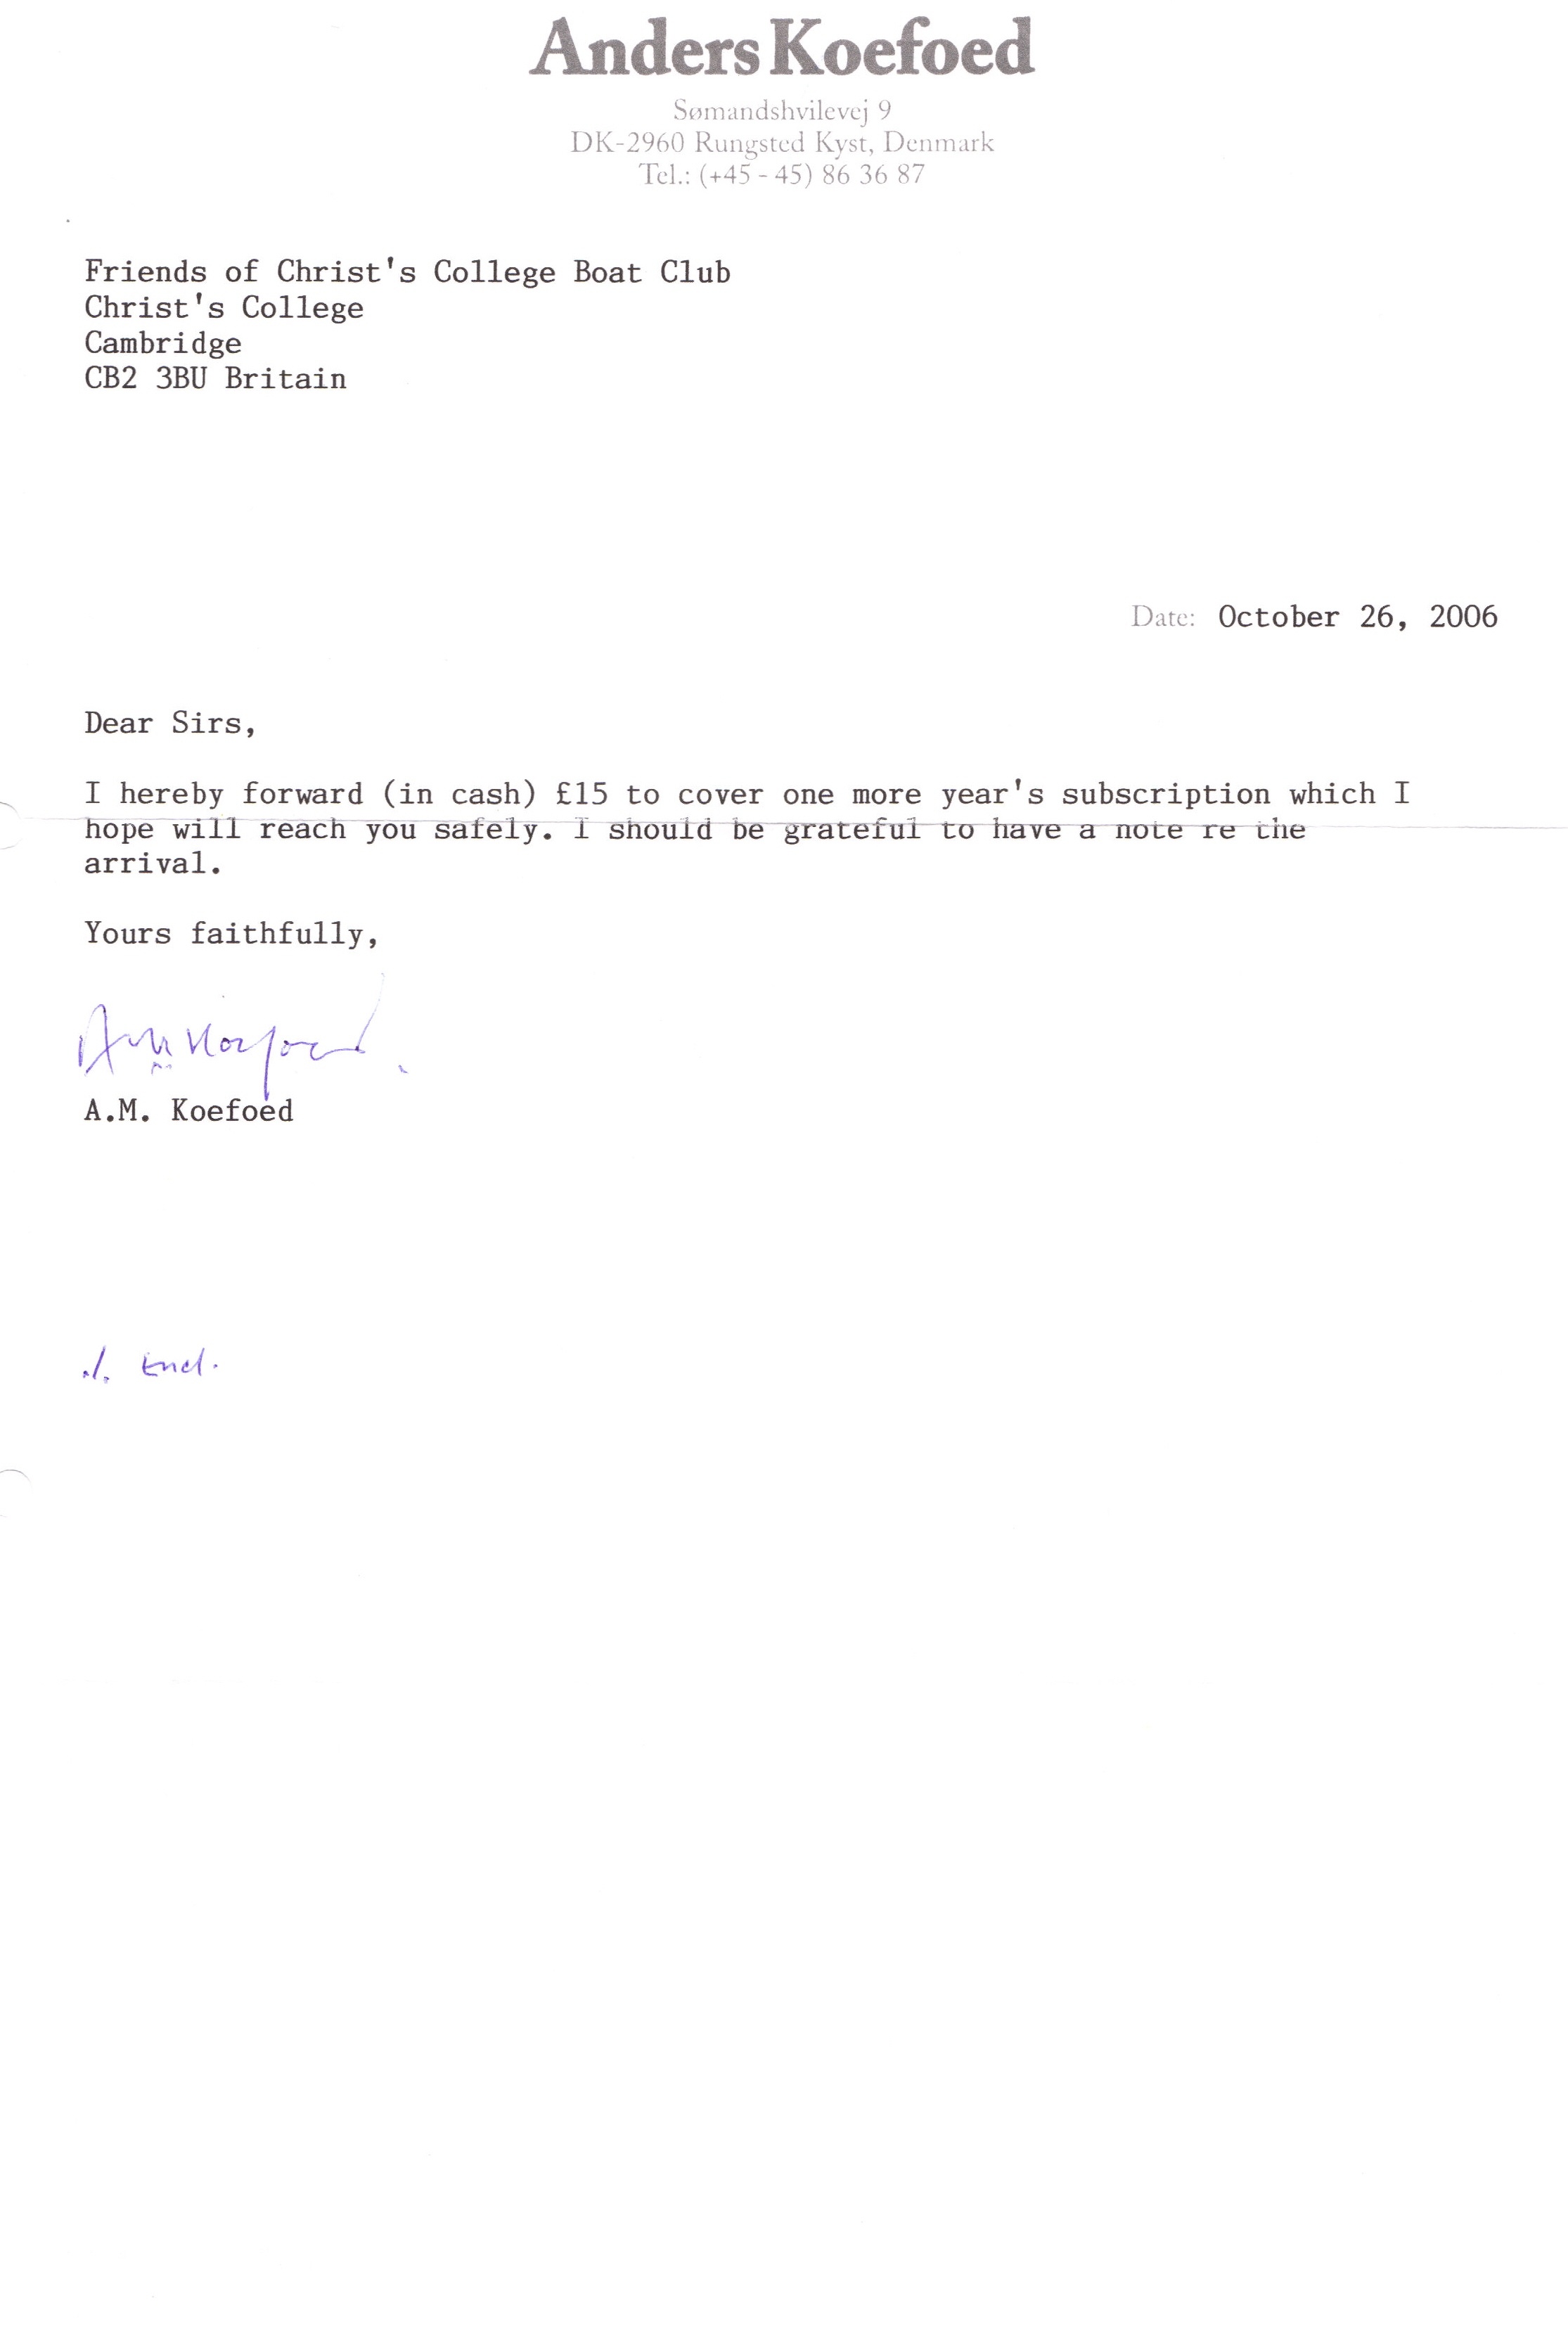 Anders Koefoed
Sømandshvilevej 9
DK-2960 Rungsted Kyst, Denmark
Tel.: (+45 - 45) 86 36 87
Friends of Christ's College Boat Club
Christ's College
Cambridge
CB2 3BU Britain
Date: October 26, 2006
Dear Sirs,
I hereby forward (in cash) £15 to cover one more year's subscription which I
hope will reach you safely. I should be grateful to have a note re the
arrival.
Yours faithfully,
AM Koefoed
A.M. Koefoed
./. Encl.